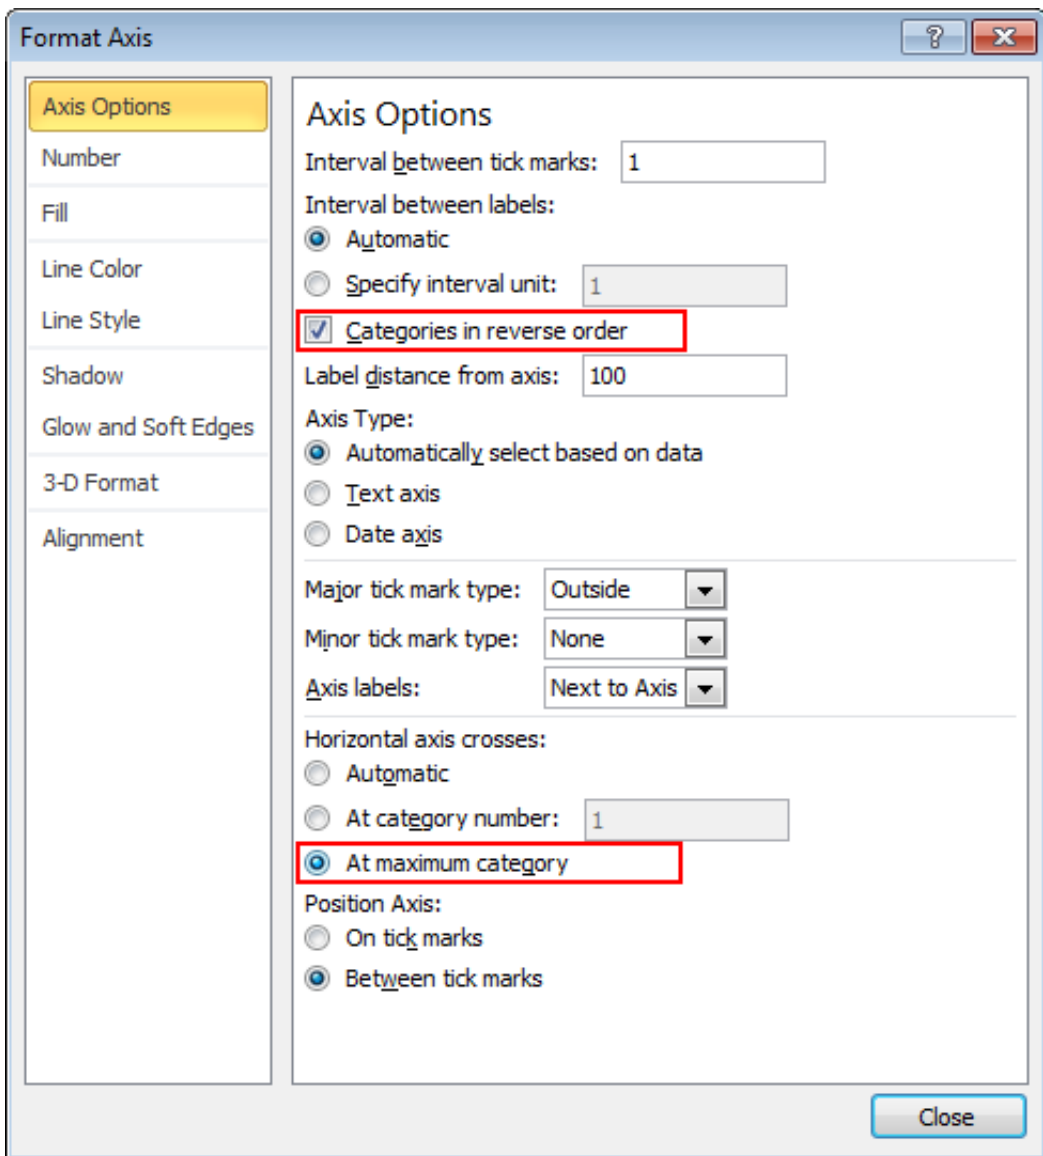 Format Axis
?
Axis Options
Number
Fill
Line Color
Line Style
Shadow
Glow and Soft Edges
3-D Format
Alignment
Axis Options
Interval between tick marks: 1
Interval between labels:
Automatic
Specify interval unit: 1
Categories in reverse order
Label distance from axis: 100
Axis Type:
Automatically select based on data
Text axis
Date axis
Major tick mark type: Outside
Minor tick mark type: None
Axis labels: Next to Axis
Horizontal axis crosses:
Automatic
At category number: 1
At maximum category
Position Axis:
On tick marks
Between tick marks
Close